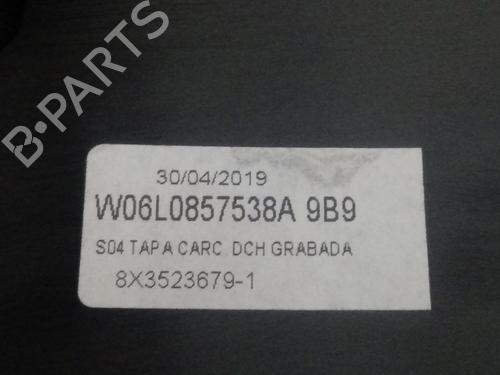 B-PARTS
30/04/2019
W06L0857538A 9B9
S04 TAPA CARC. DCH GRABADA
8X3523679-1